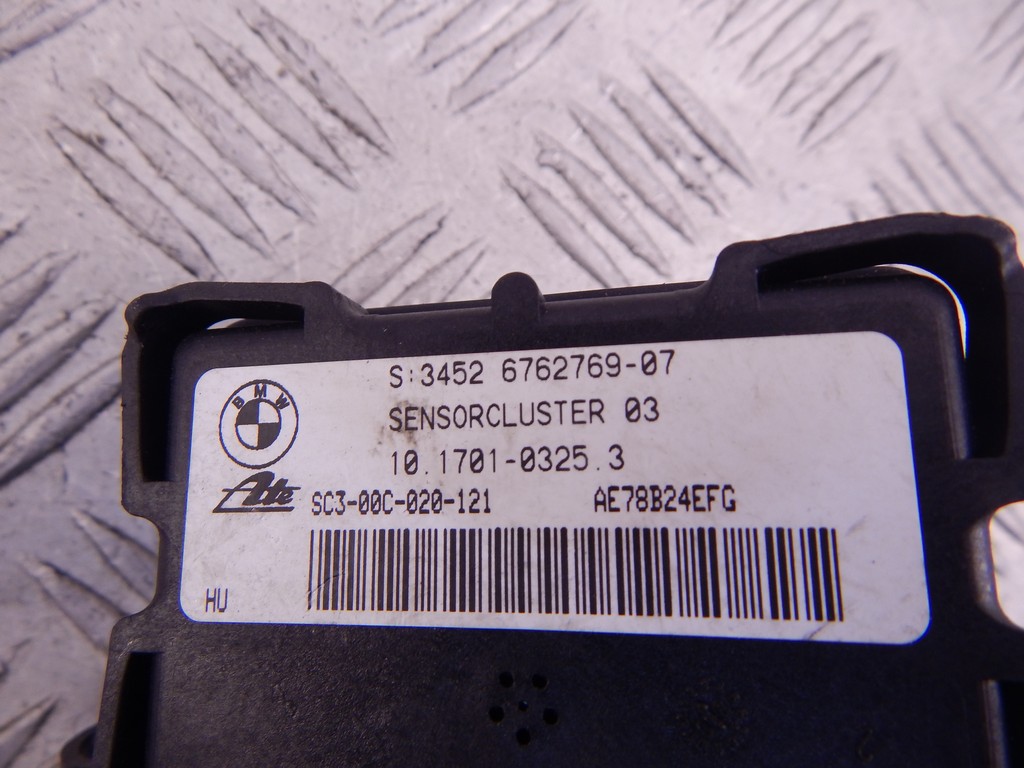 S:3452 6762769-07
BMW
SENSORCLUSTER 03
10.1701-0325.3
Ate
SC3-00C-020-121 AE78B24EFG
HU